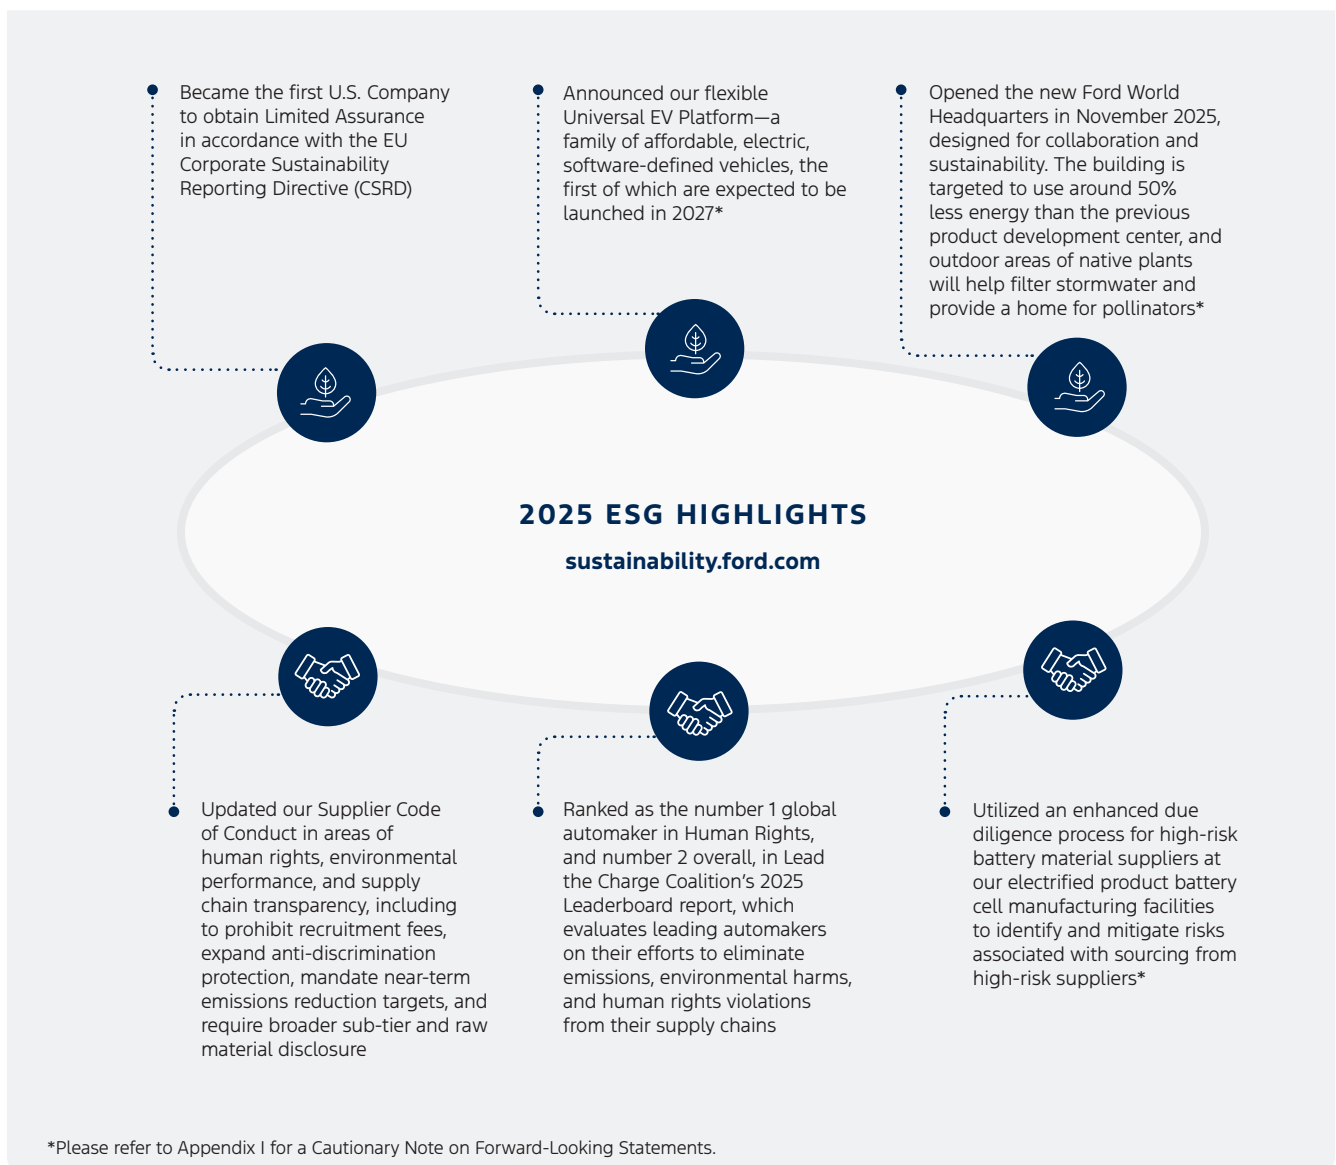 Became the first U.S. Company
to obtain Limited Assurance
in accordance with the EU
Corporate Sustainability
Reporting Directive (CSRD)
Announced our flexible
Universal EV Platform—a
family of affordable, electric,
software-defined vehicles, the
first of which are expected to be
launched in 2027*
Opened the new Ford World
Headquarters in November 2025,
designed for collaboration and
sustainability. The building is
targeted to use around 50%
less energy than the previous
product development center, and
outdoor areas of native plants
will help filter stormwater and
provide a home for pollinators*
2025 ESG HIGHLIGHTS
sustainability.ford.com
Updated our Supplier Code
of Conduct in areas of
human rights, environmental
performance, and supply
chain transparency, including
to prohibit recruitment fees,
expand anti-discrimination
protection, mandate near-term
emissions reduction targets, and
require broader sub-tier and raw
material disclosure
Ranked as the number 1 global
automaker in Human Rights,
and number 2 overall, in Lead
the Charge Coalition’s 2025
Leaderboard report, which
evaluates leading automakers
on their efforts to eliminate
emissions, environmental harms,
and human rights violations
from their supply chains
Utilized an enhanced due
diligence process for high-risk
battery material suppliers at
our electrified product battery
cell manufacturing facilities
to identify and mitigate risks
associated with sourcing from
high-risk suppliers*
*Please refer to Appendix I for a Cautionary Note on Forward-Looking Statements.